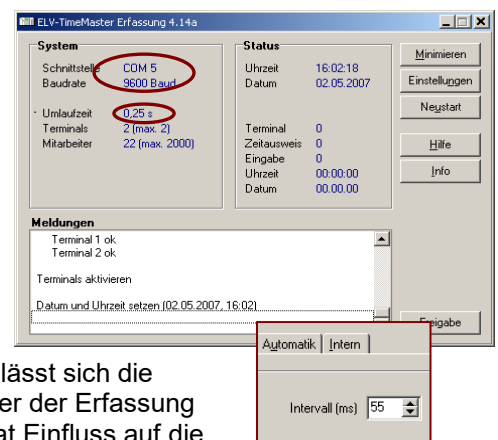 ELV-TimeMaster Erfassung 4.14a
System
Schnittstelle COM 5
Baudrate 9600 Baud
Umlaufzeit 0,25 s
Terminals 2 (max. 2)
Mitarbeiter 22 (max. 2000)
Status
Uhrzeit 16:02:18
Datum 02.05.2007
Terminal 0
Zeitausweis 0
Eingabe 0
Uhrzeit 00:00:00
Datum 00.00.00
Minimieren
Einstellungen
Neustart
Hilfe
Info
Meldungen
Terminal 1 ok
Terminal 2 ok
Terminals aktivieren
Datum und Uhrzeit setzen (02.05.2007, 16:02)
Automatik Intern
Intervall (ms) 55
lässt sich die
der Erfassung
Einfluss auf die